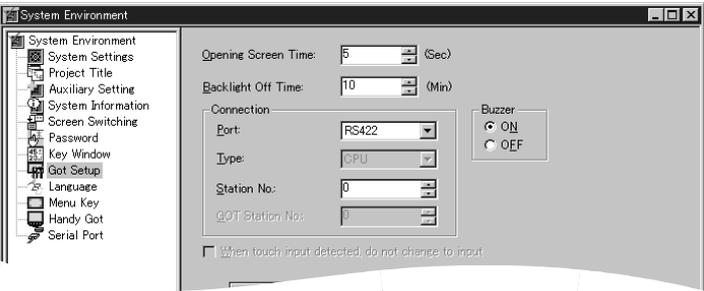 System Environment
System Environment
System Settings
Project Title
Auxiliary Setting
System Information
Screen Switching
Password
Key Window
Got Setup
Language
Menu Key
Handy Got
Serial Port
Opening Screen Time: 5 (Sec)
Backlight Off Time: 10 (Min)
Connection
Port: RS422
Type: CPU
Station No.: 0
GOT Station No.: 0
Buzzer
ON
OFF
When touch input detected, do not change to input